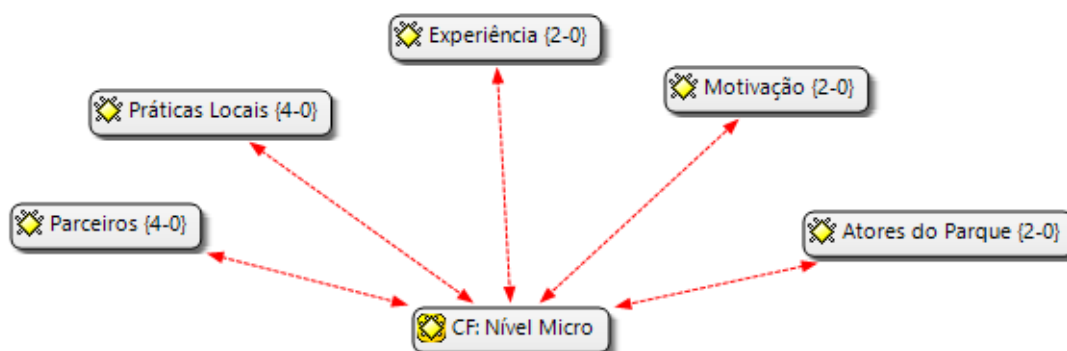 Experiência {2-0}
Motivação {2-0}
Práticas Locais {4-0}
Parceiros {4-0}
Atores do Parque {2-0}
CF: Nível Micro